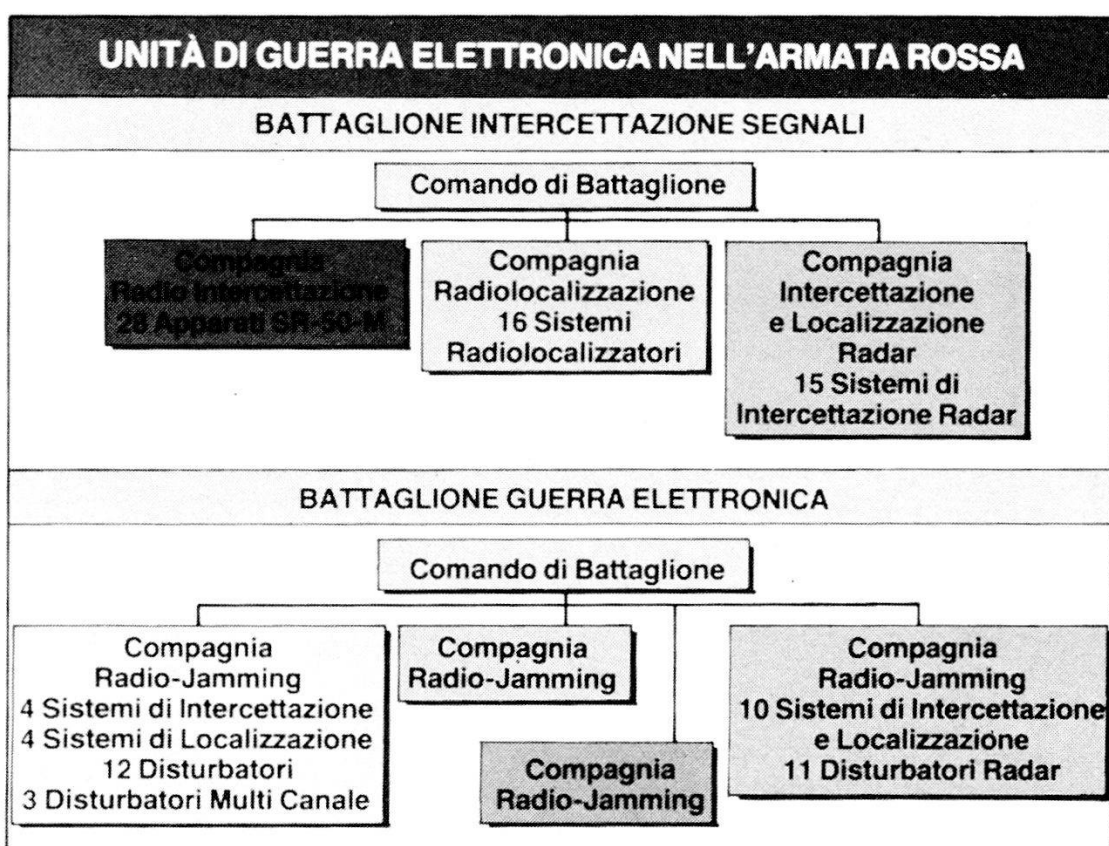 UNITÀ DI GUERRA ELETTRONICA NELL'ARMATA ROSSA
BATTAGLIONE INTERCETTAZIONE SEGNALI
Comando di Battaglione
Compagnia
Radio Intercettazione
28 Apparati SR-50-M
Compagnia
Radiolocalizzazione
16 Sistemi
Radiolocalizzatori
Compagnia
Intercettazione
e Localizzazione
Radar
15 Sistemi di
Intercettazione Radar
BATTAGLIONE GUERRA ELETTRONICA
Comando di Battaglione
Compagnia
Radio-Jamming
4 Sistemi di Intercettazione
4 Sistemi di Localizzazione
12 Disturbatori
3 Disturbatori Multi Canale
Compagnia
Radio-Jamming
Compagnia
Radio-Jamming
Compagnia
Radio-Jamming
10 Sistemi di Intercettazione
e Localizzazione
11 Disturbatori Radar